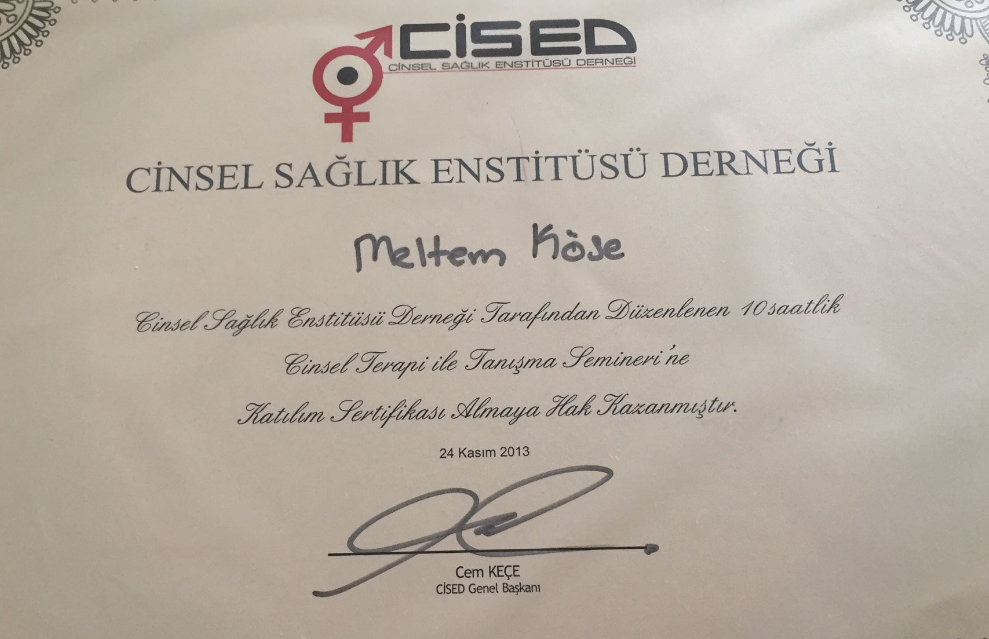 CİSED
CİNSEL SAĞLIK ENSTİTÜSÜ DERNEĞİ
CİNSEL SAĞLIK ENSTİTÜSÜ DERNEĞİ
Meltem Köse
Cinsel Sağlık Enstitüsü Derneği Tarafından Düzenlenen 10 saatlik
Cinsel Terapi ile Tanışma Semineri'ne
Katılım Sertifikası Almaya Hak Kazanmıştır.
24 Kasım 2013
Cem KEÇE
CİSED Genel Başkanı